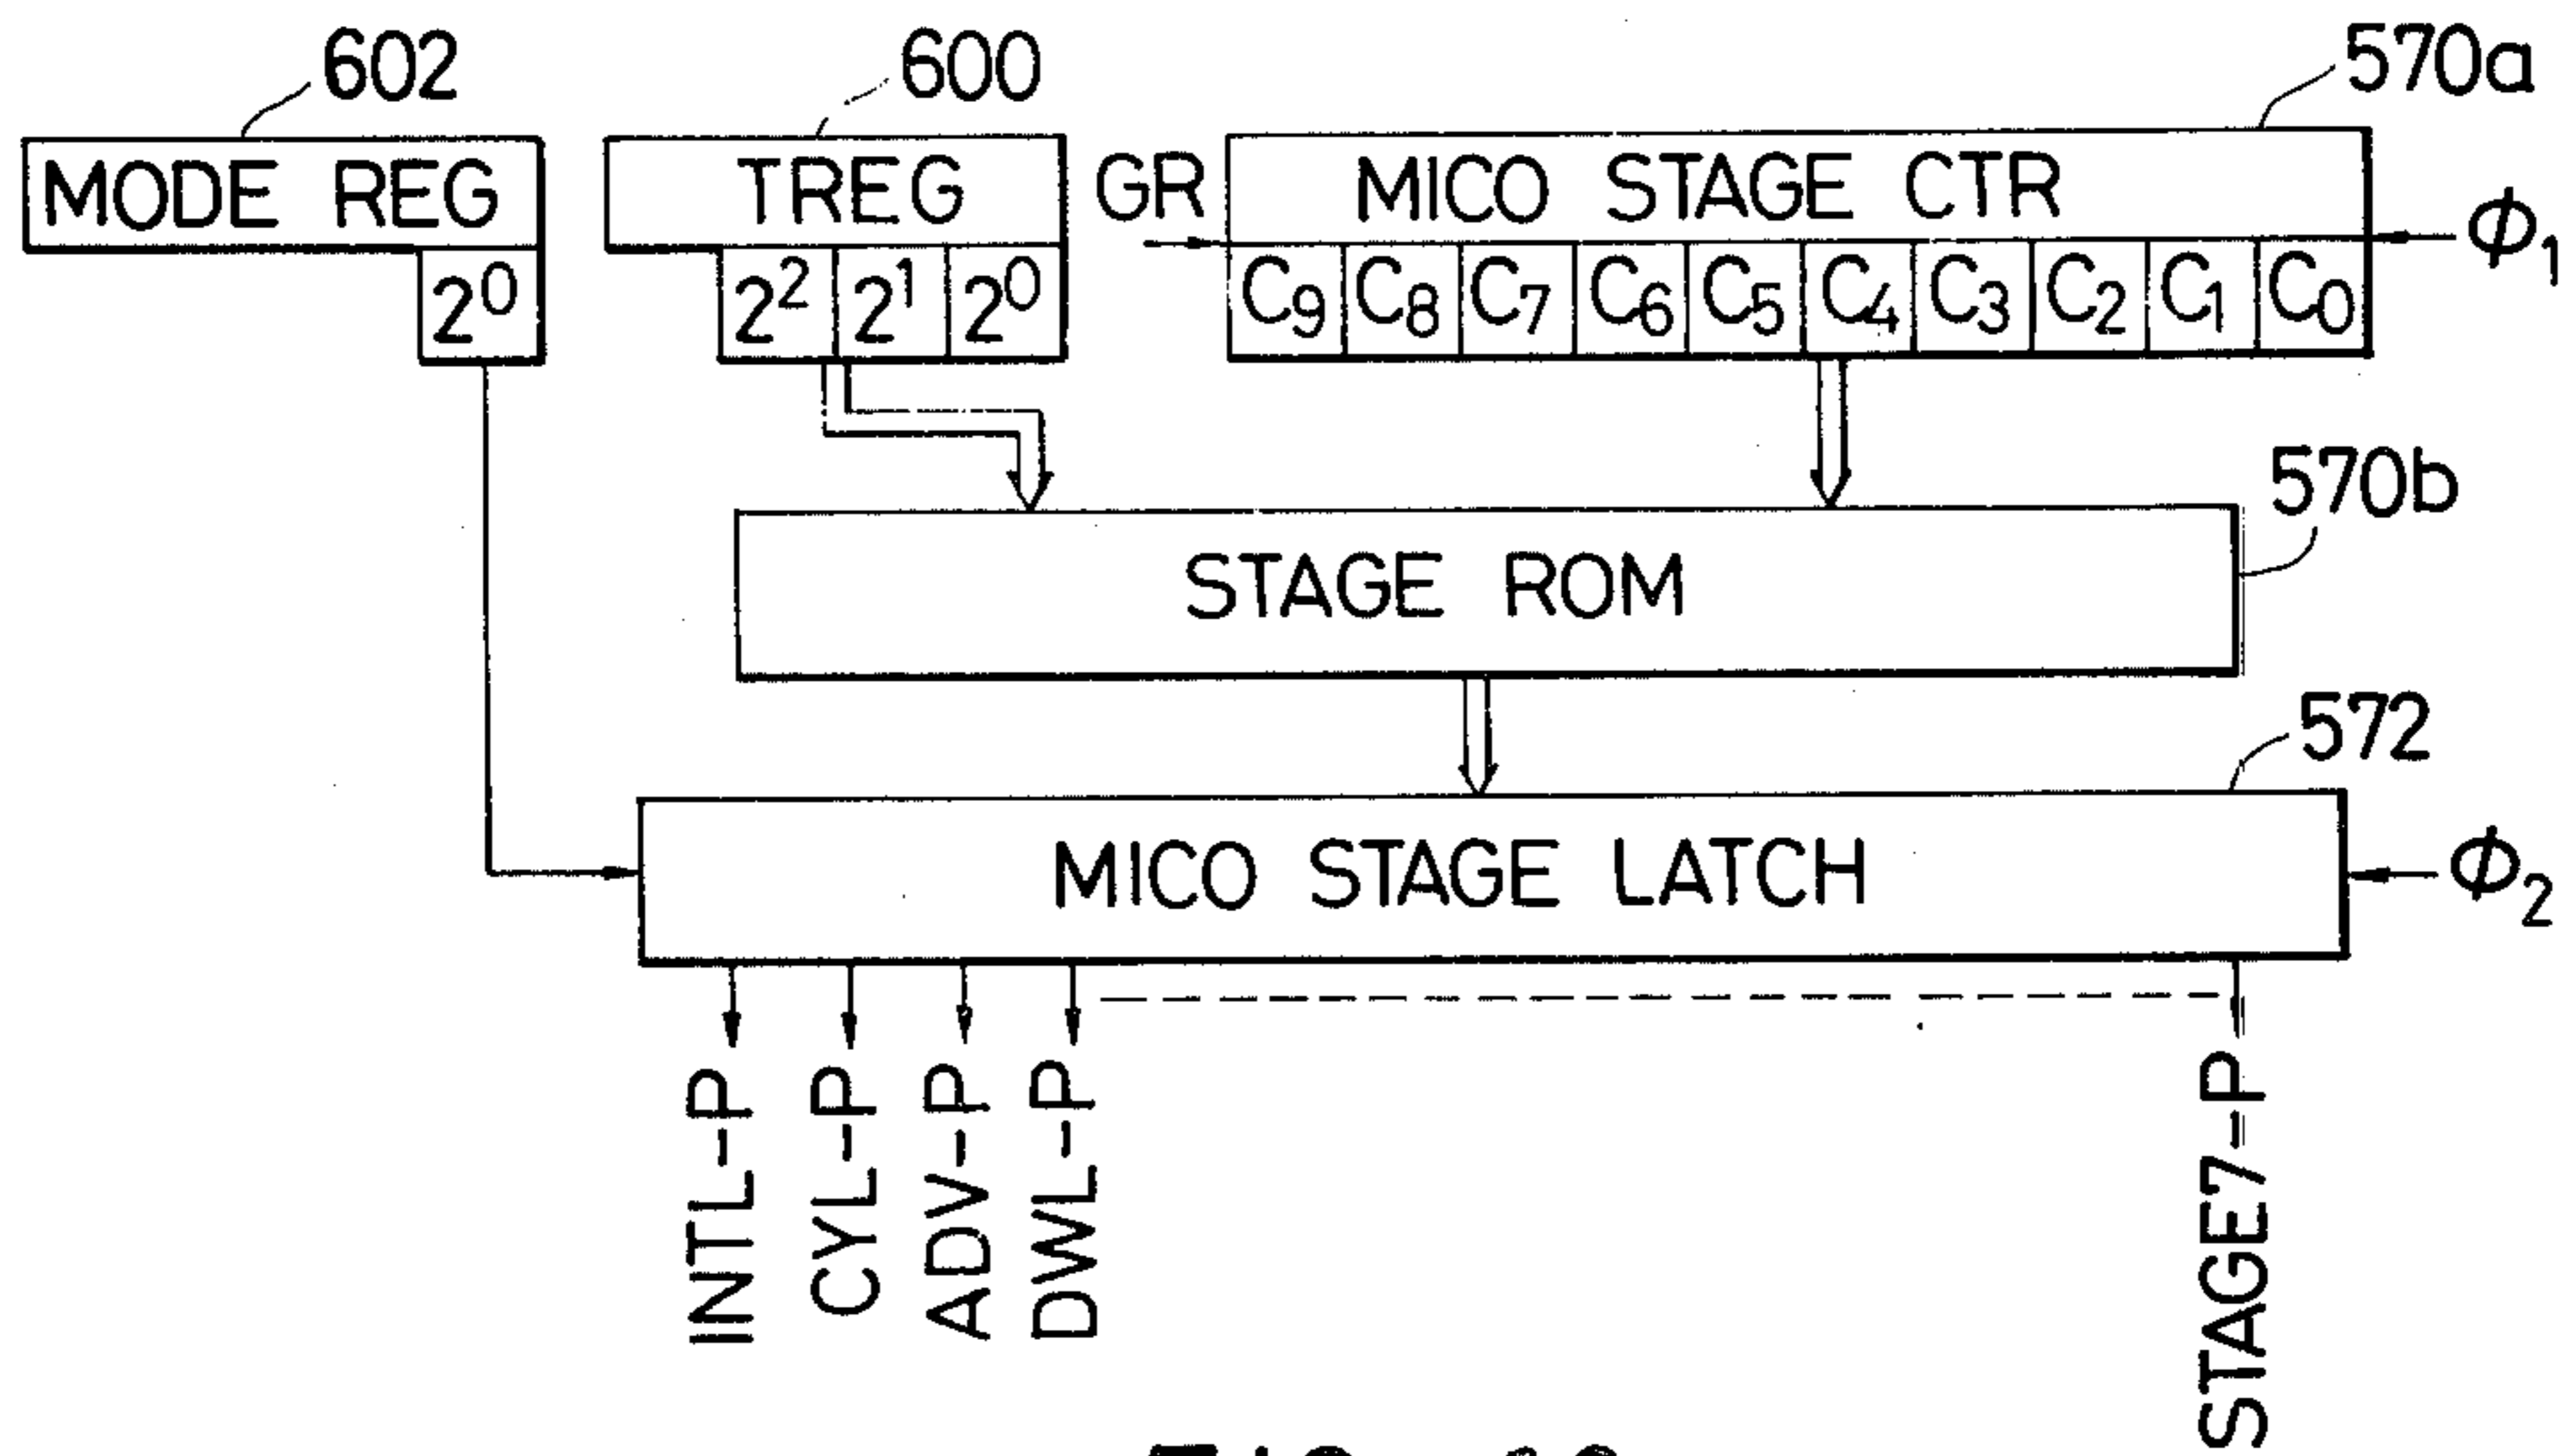 602
600
570a
MODE REG
TREG
GR
MICO STAGE CTR
ϕ₁
2⁰
2² 2¹ 2⁰
C₉ C₈ C₇ C₆ C₅ C₄ C₃ C₂ C₁ C₀
570b
STAGE ROM
572
MICO STAGE LATCH
ϕ₂
INTL-P
CYL-P
ADV-P
DWL-P
STAGE7-P